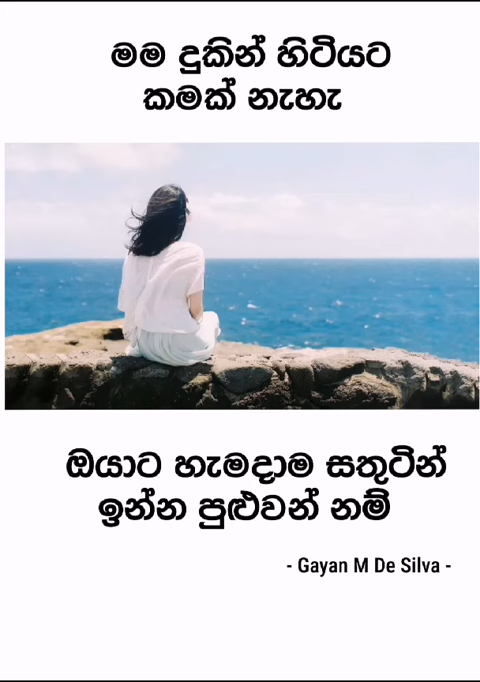 මම දුකින් හිටියට
කමක් නැහැ
ඔයාට හැමදාම සතුටින්
ඉන්න පුළුවන් නම්
- Gayan M De Silva -